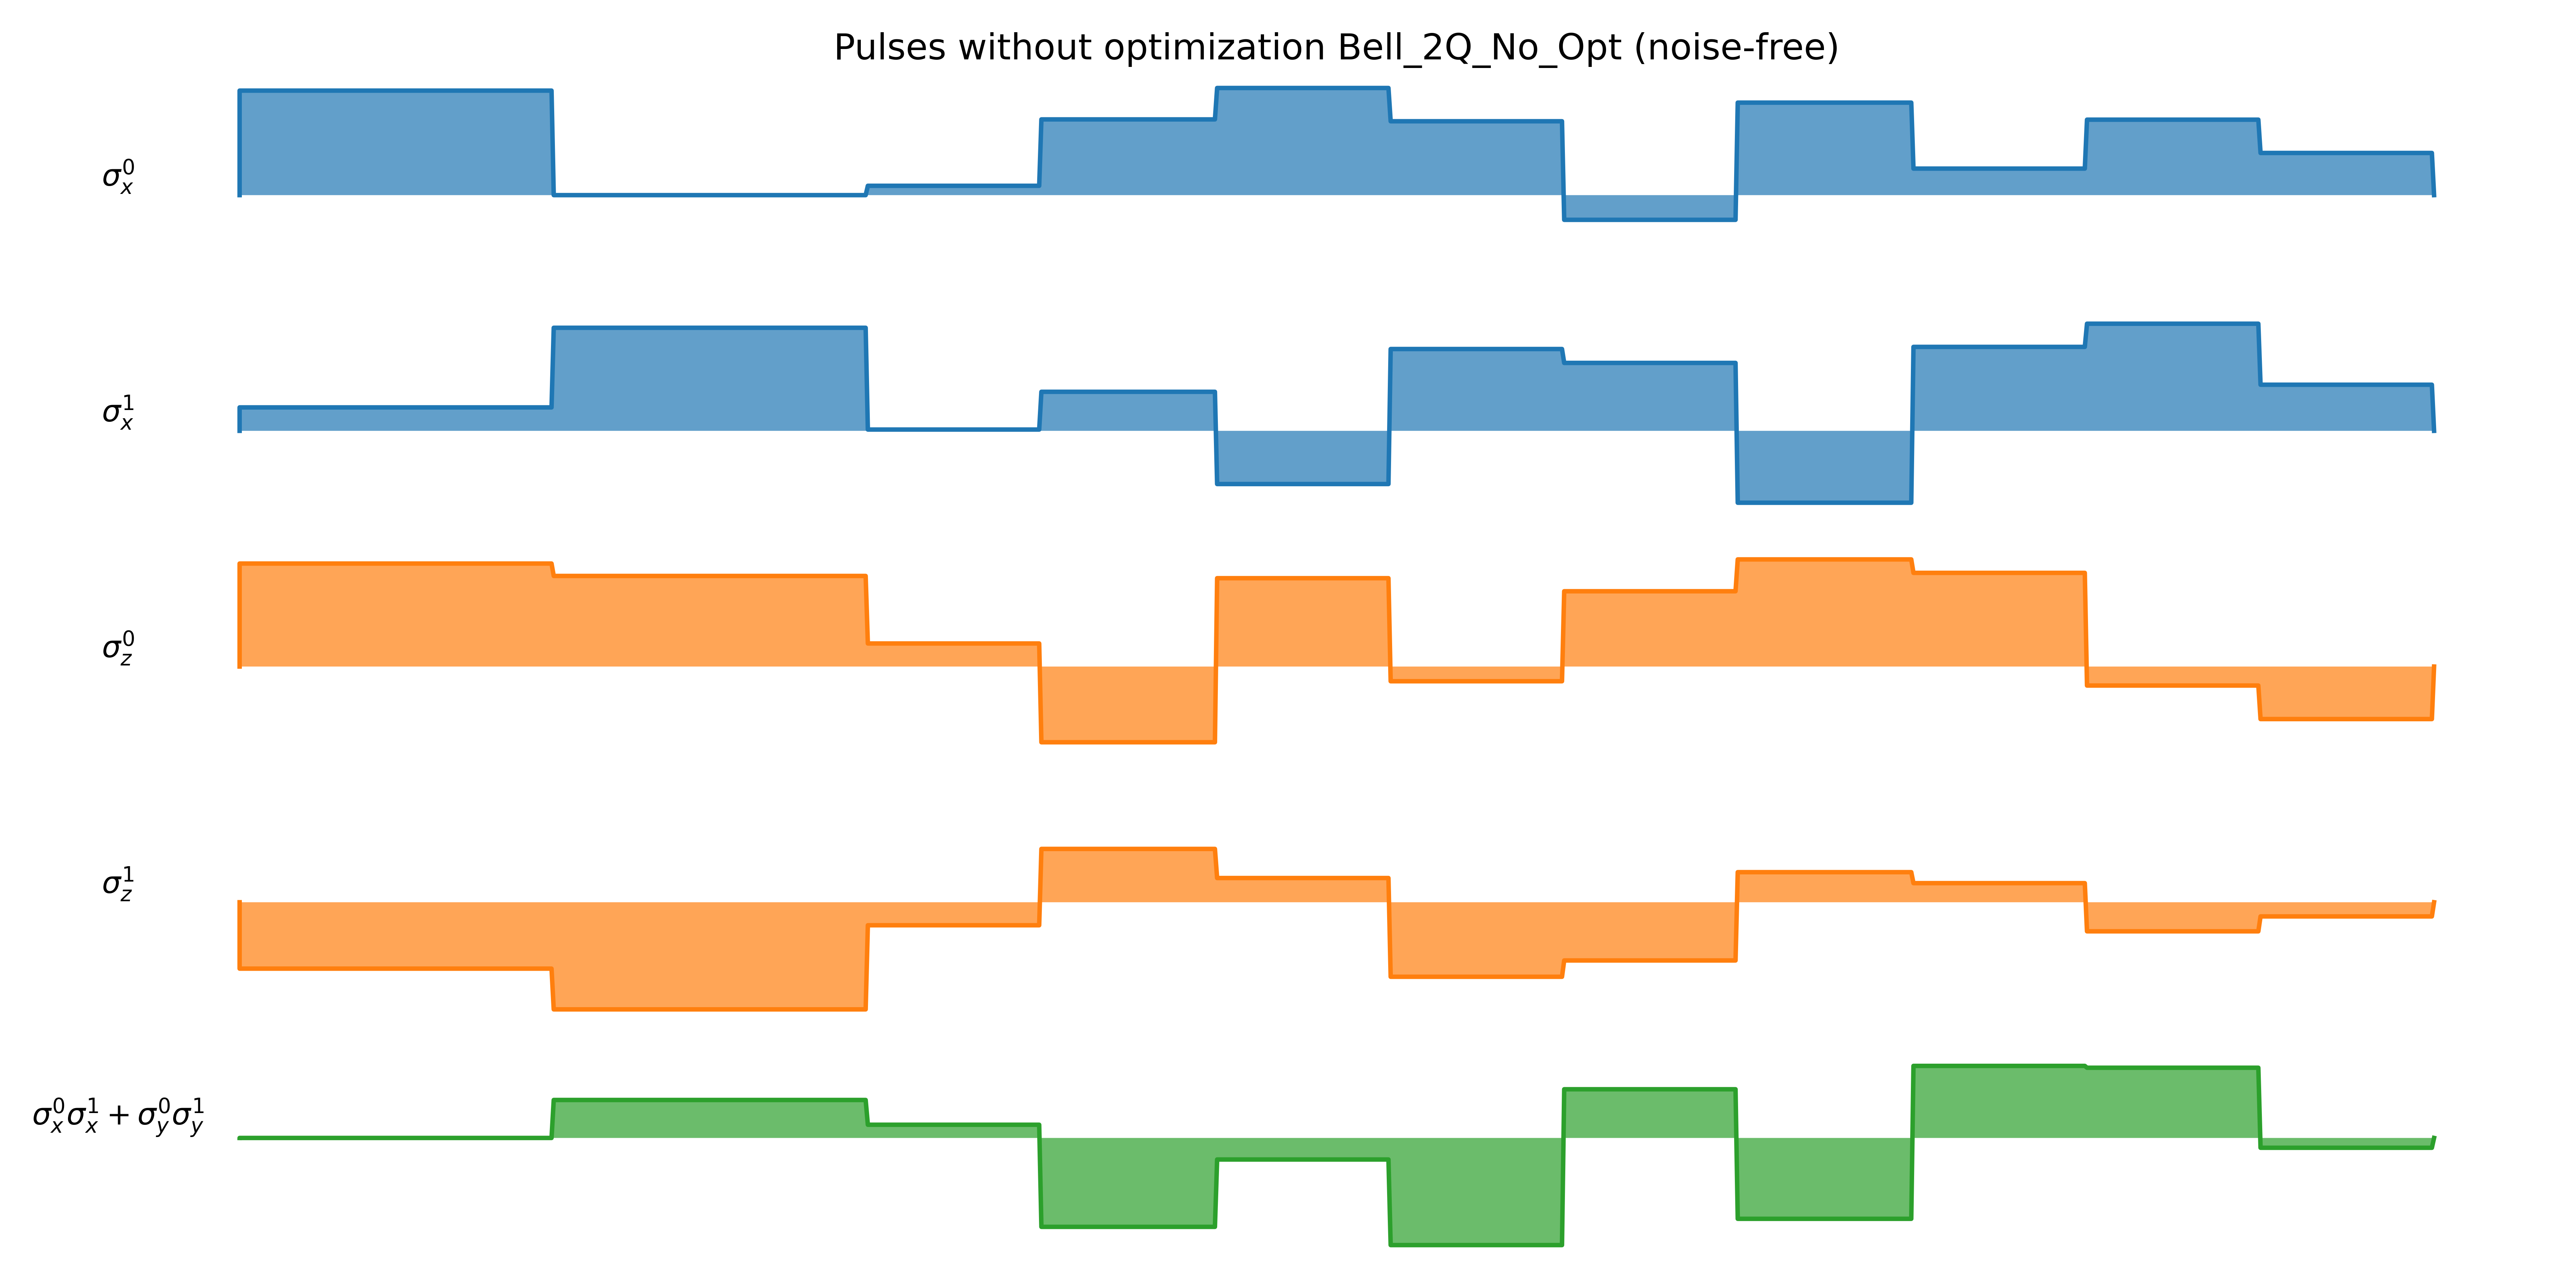 Pulses without optimization Bell_2Q_No_Opt (noise-free)
σ_x^0
σ_x^1
σ_z^0
σ_z^1
σ_x^0σ_x^1 + σ_y^0σ_y^1